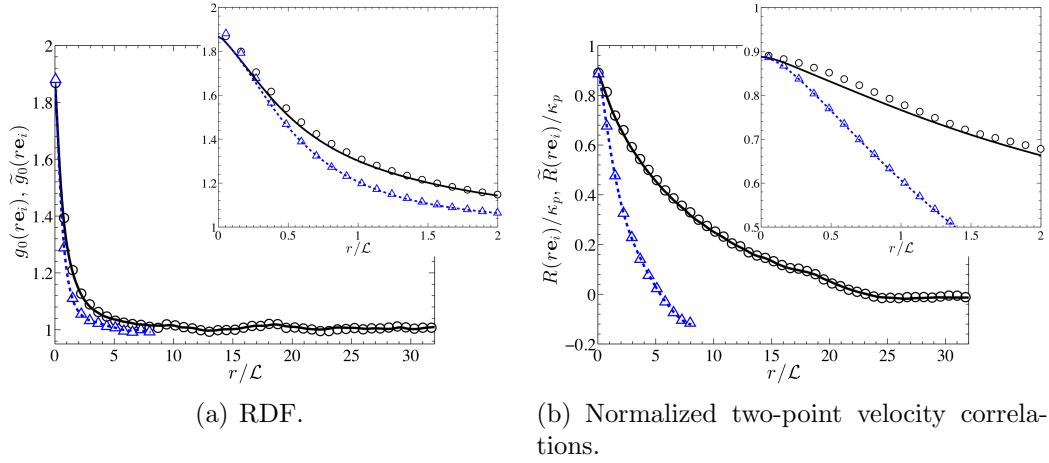 2
1.8
1.6
1.4
1.2
1
0 5 10 15 20 25 30
r/ℒ
g₀(re_i), g̃₀(re_i)
2
1.8
1.6
1.4
1.2
1
0 0.5 1 1.5 2
r/ℒ
1
0.8
0.6
0.4
0.2
0
−0.2
0 5 10 15 20 25 30
r/ℒ
R(re_i)/κ_p, R̃(re_i)/κ_p
1
0.9
0.8
0.7
0.6
0.5
0 0.5 1 1.5 2
r/ℒ
(a) RDF.
(b) Normalized two-point velocity correla-
tions.